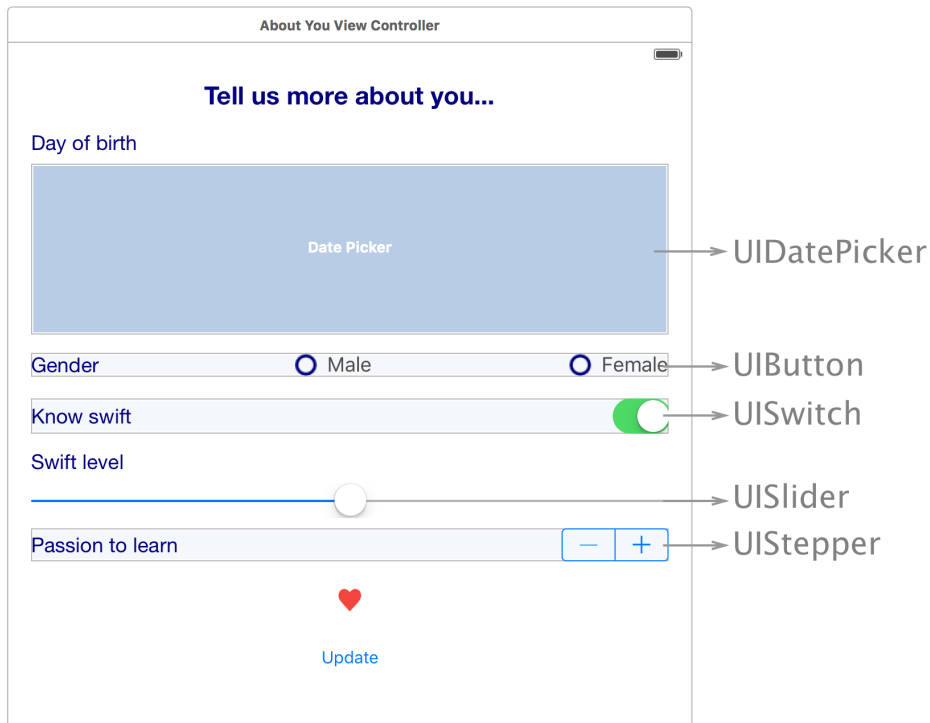 About You View Controller
Tell us more about you...
Day of birth
Date Picker
UIDatePicker
Gender Male Female UIButton
Know swift UISwitch
Swift level
UISlider
Passion to learn — + UIStepper
Update